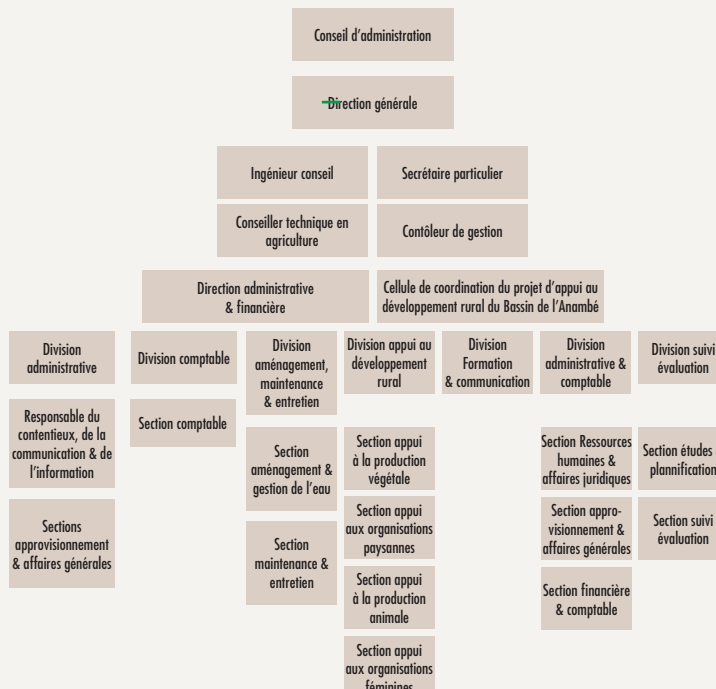 Conseil d'administration
Direction générale
Ingénieur conseil
Secrétaire particulier
Conseiller technique en
agriculture
Contôleur de gestion
Direction administrative
& financière
Cellule de coordination du projet d'appui au
développement rural du Bassin de l'Anambé
Division
administrative
Division comptable
Division
aménagement,
maintenance
& entretien
Division appui au
développement
rural
Division
Formation
& communication
Division
administrative &
comptable
Division suivi
évaluation
Responsable du
contentieux, de la
communication & de
l'information
Section comptable
Section
aménagement &
gestion de l'eau
Section appui
à la production
végétale
Section Ressources
humaines &
affaires juridiques
Section études
plannification
Sections
approvisionnement
& affaires générales
Section
maintenance &
entretien
Section appui
aux organisations
paysannes
Section appro-
visionnement &
affaires générales
Section suivi
évaluation
Section appui
à la production
animale
Section financière
& comptable
Section appui
aux organisations
féminines